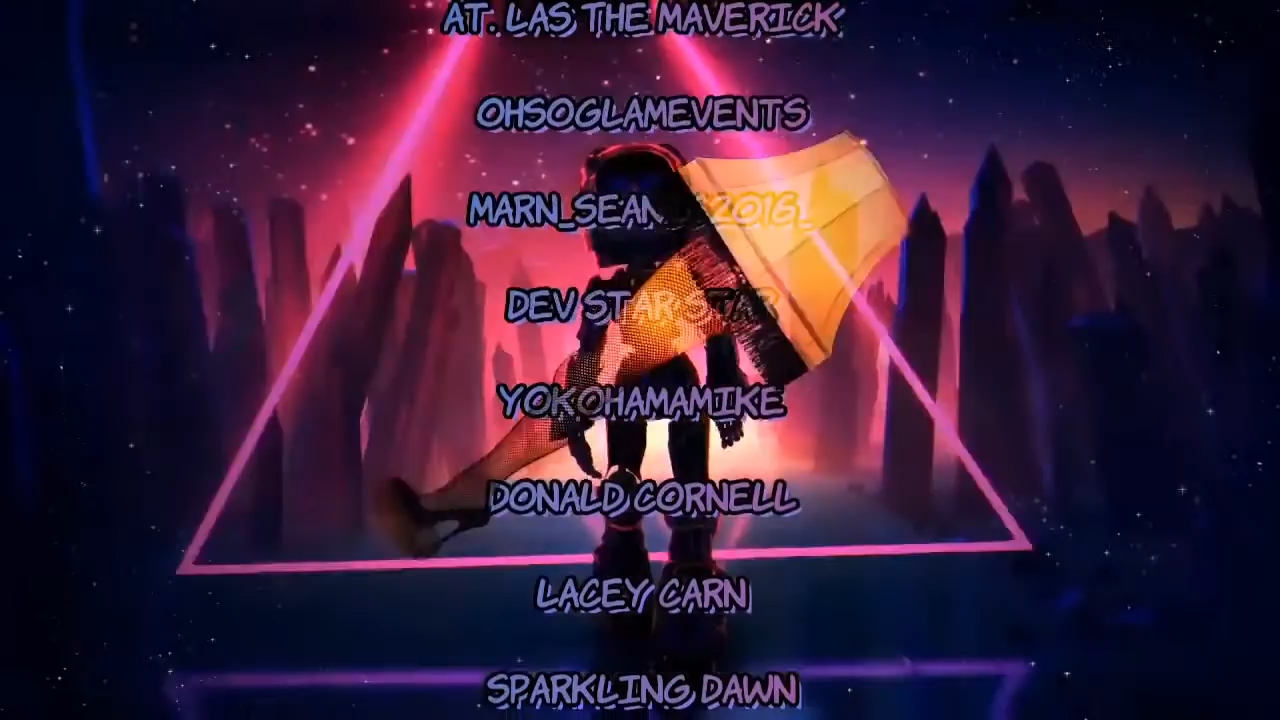 AT. LAS THE MAVERICK
OHSOGLAMEVENTS
DEV STAR STAR
YOKOHAMAMIKE
DONALD CORNELL
LACEY CARN
SPARKLING DAWN